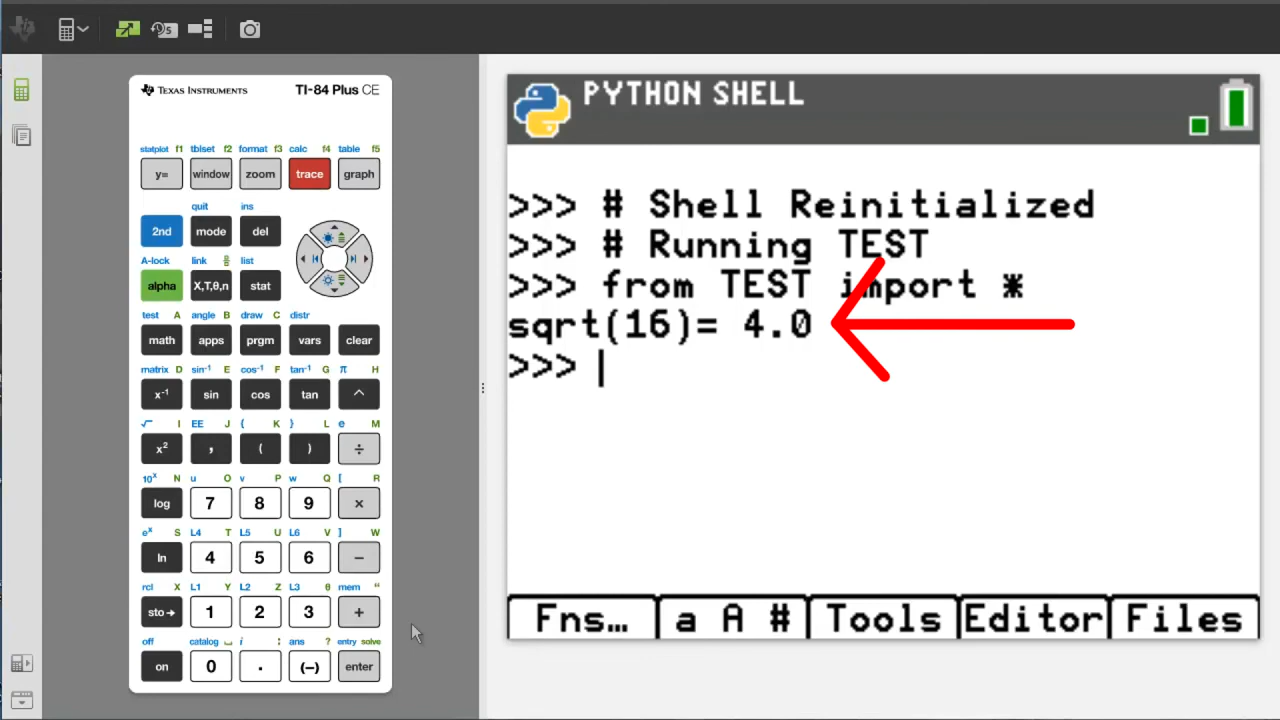 TEXAS INSTRUMENTS TI-84 Plus CE
statplot f1 tblset f2 format f3 calc f4 table f5
y= window zoom trace graph
quit ins
2nd mode del
A-lock link list
alpha X,T,θ,n stat
test A angle B draw C distr
math apps prgm vars clear
matrix D sin⁻¹ E cos⁻¹ F tan⁻¹ G π H
x⁻¹ sin cos tan ^
√ I EE J { K } L e M
x² , ( ) ÷
10ˣ N u O v P w Q [ R
log 7 8 9 ×
eˣ S L4 T L5 U L6 V ] W
ln 4 5 6 −
rcl X L1 Y L2 Z L3 θ mem “
sto→ 1 2 3 +
off catalog ⎵ i : ans ? entry solve
on 0 . (−) enter
PYTHON SHELL
>>> # Shell Reinitialized
>>> # Running TEST
>>> from TEST import *
sqrt(16)= 4.0
>>>
Fns… a A # Tools Editor Files